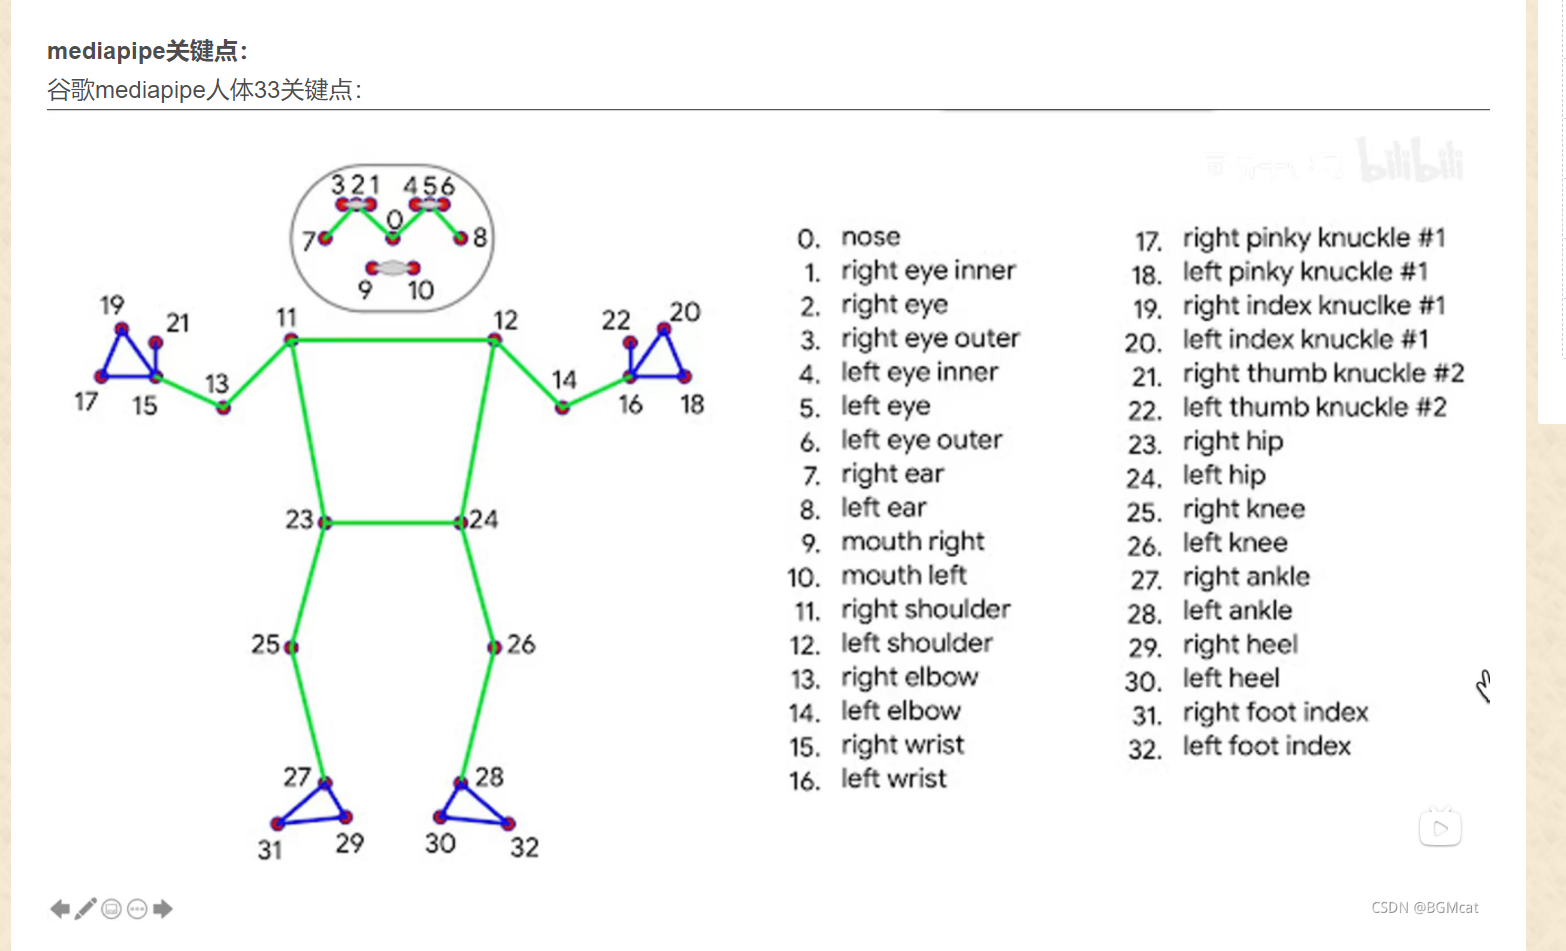 mediapipe关键点：
谷歌mediapipe人体33关键点：
bilibili
3 2 1 4 5 6
0
7 8
9 10
19 21 11 12 22 20
17 15 13 14 16 18
23 24
25 26
27 28
31 29 30 32
0. nose
1. right eye inner
2. right eye
3. right eye outer
4. left eye inner
5. left eye
6. left eye outer
7. right ear
8. left ear
9. mouth right
10. mouth left
11. right shoulder
12. left shoulder
13. right elbow
14. left elbow
15. right wrist
16. left wrist
17. right pinky knuckle #1
18. left pinky knuckle #1
19. right index knuclke #1
20. left index knuckle #1
21. right thumb knuckle #2
22. left thumb knuckle #2
23. right hip
24. left hip
25. right knee
26. left knee
27. right ankle
28. left ankle
29. right heel
30. left heel
31. right foot index
32. left foot index
CSDN @BGMcat